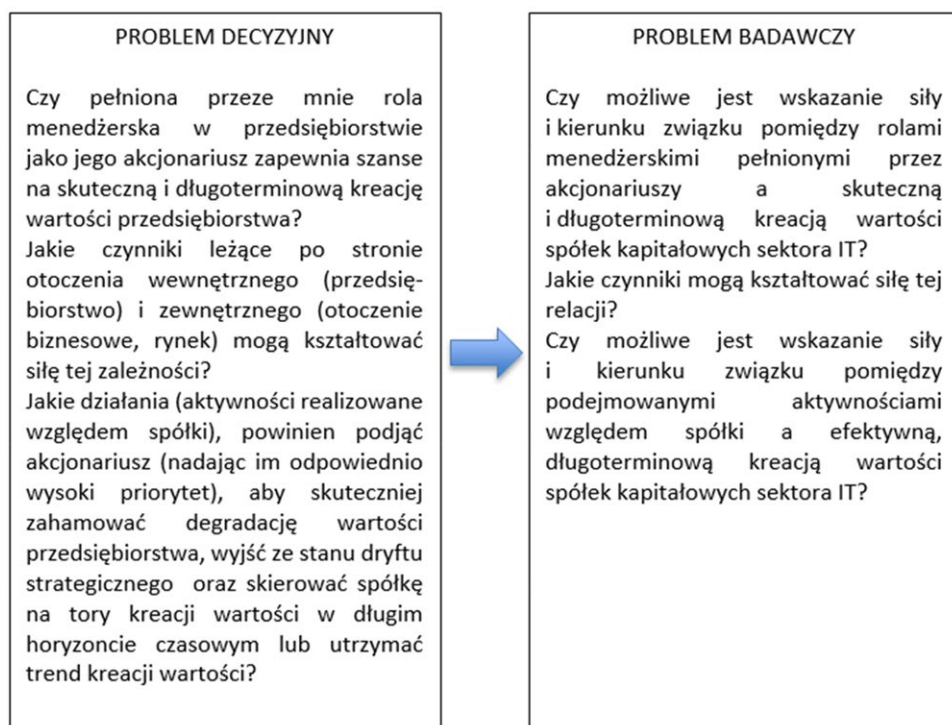 PROBLEM DECYZYJNY
Czy pełniona przeze mnie rola
menedżerska w przedsiębiorstwie
jako jego akcjonariusz zapewnia szanse
na skuteczną i długoterminową kreację
wartości przedsiębiorstwa?
Jakie czynniki leżące po stronie
otoczenia wewnętrznego (przedsię-
biorstwo) i zewnętrznego (otoczenie
biznesowe, rynek) mogą kształtować
siłę tej zależności?
Jakie działania (aktywności realizowane
względem spółki), powinien podjąć
akcjonariusz (nadając im odpowiednio
wysoki priorytet), aby skuteczniej
zahamować degradację wartości
przedsiębiorstwa, wyjść ze stanu dryftu
strategicznego oraz skierować spółkę
na tory kreacji wartości w długim
horyzoncie czasowym lub utrzymać
trend kreacji wartości?
PROBLEM BADAWCZY
Czy możliwe jest wskazanie siły
i kierunku związku pomiędzy rolami
menedżerskimi pełnionymi przez
akcjonariuszy a skuteczną
i długoterminową kreacją wartości
spółek kapitałowych sektora IT?
Jakie czynniki mogą kształtować siłę tej
relacji?
Czy możliwe jest wskazanie siły
i kierunku związku pomiędzy
podejmowanymi aktywnościami
względem spółki a efektywną,
długoterminową kreacją wartości
spółek kapitałowych sektora IT?